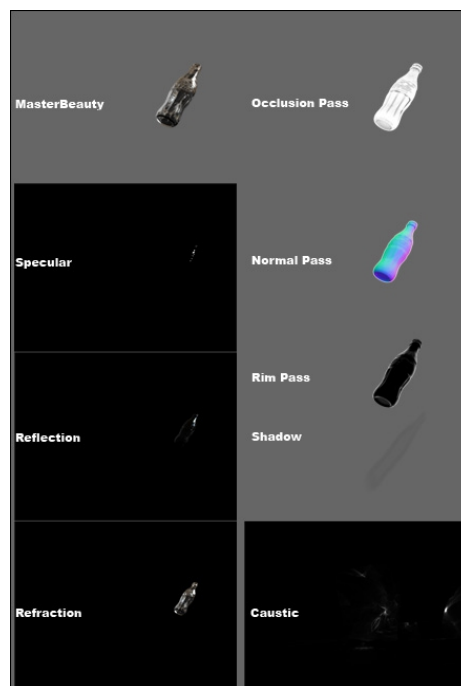 MasterBeauty
Occlusion Pass
Specular
Normal Pass
Rim Pass
Reflection
Shadow
Refraction
Caustic